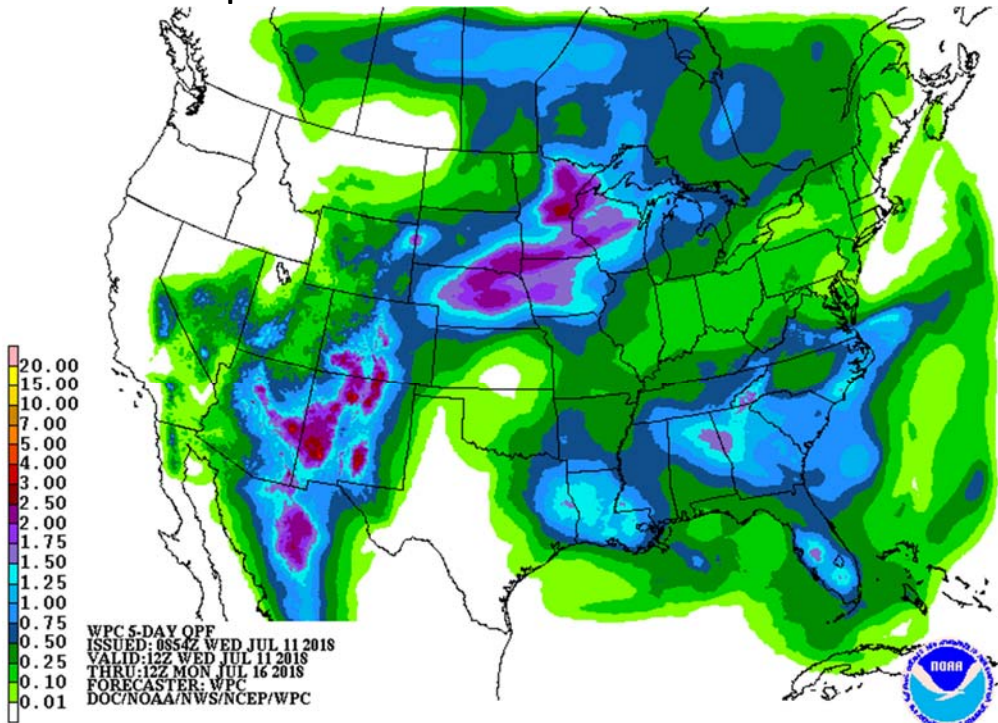 20.00
15.00
10.00
7.00
5.00
4.00
3.00
2.50
2.00
1.75
1.50
1.25
1.00
0.75
0.50
0.25
0.10
0.01
WPC 5-DAY QPF
ISSUED: 0854Z WED JUL 11 2018
VALID:12Z WED JUL 11 2018
THRU:12Z MON JUL 16 2018
FORECASTER: WPC
DOC/NOAA/NWS/NCEP/WPC
NOAA